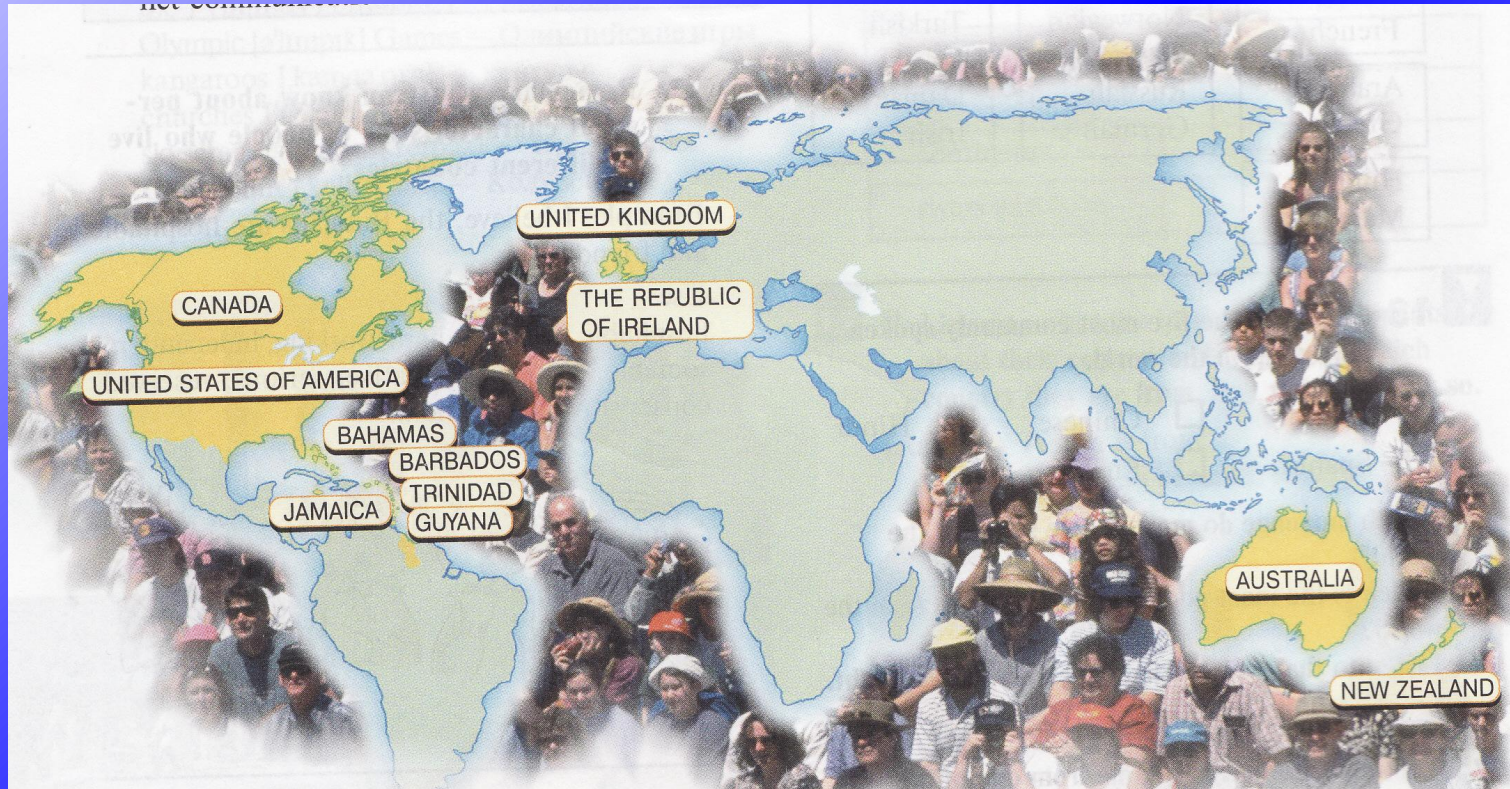 UNITED KINGDOM
CANADA
THE REPUBLIC
OF IRELAND
UNITED STATES OF AMERICA
BAHAMAS
BARBADOS
TRINIDAD
JAMAICA
GUYANA
AUSTRALIA
NEW ZEALAND